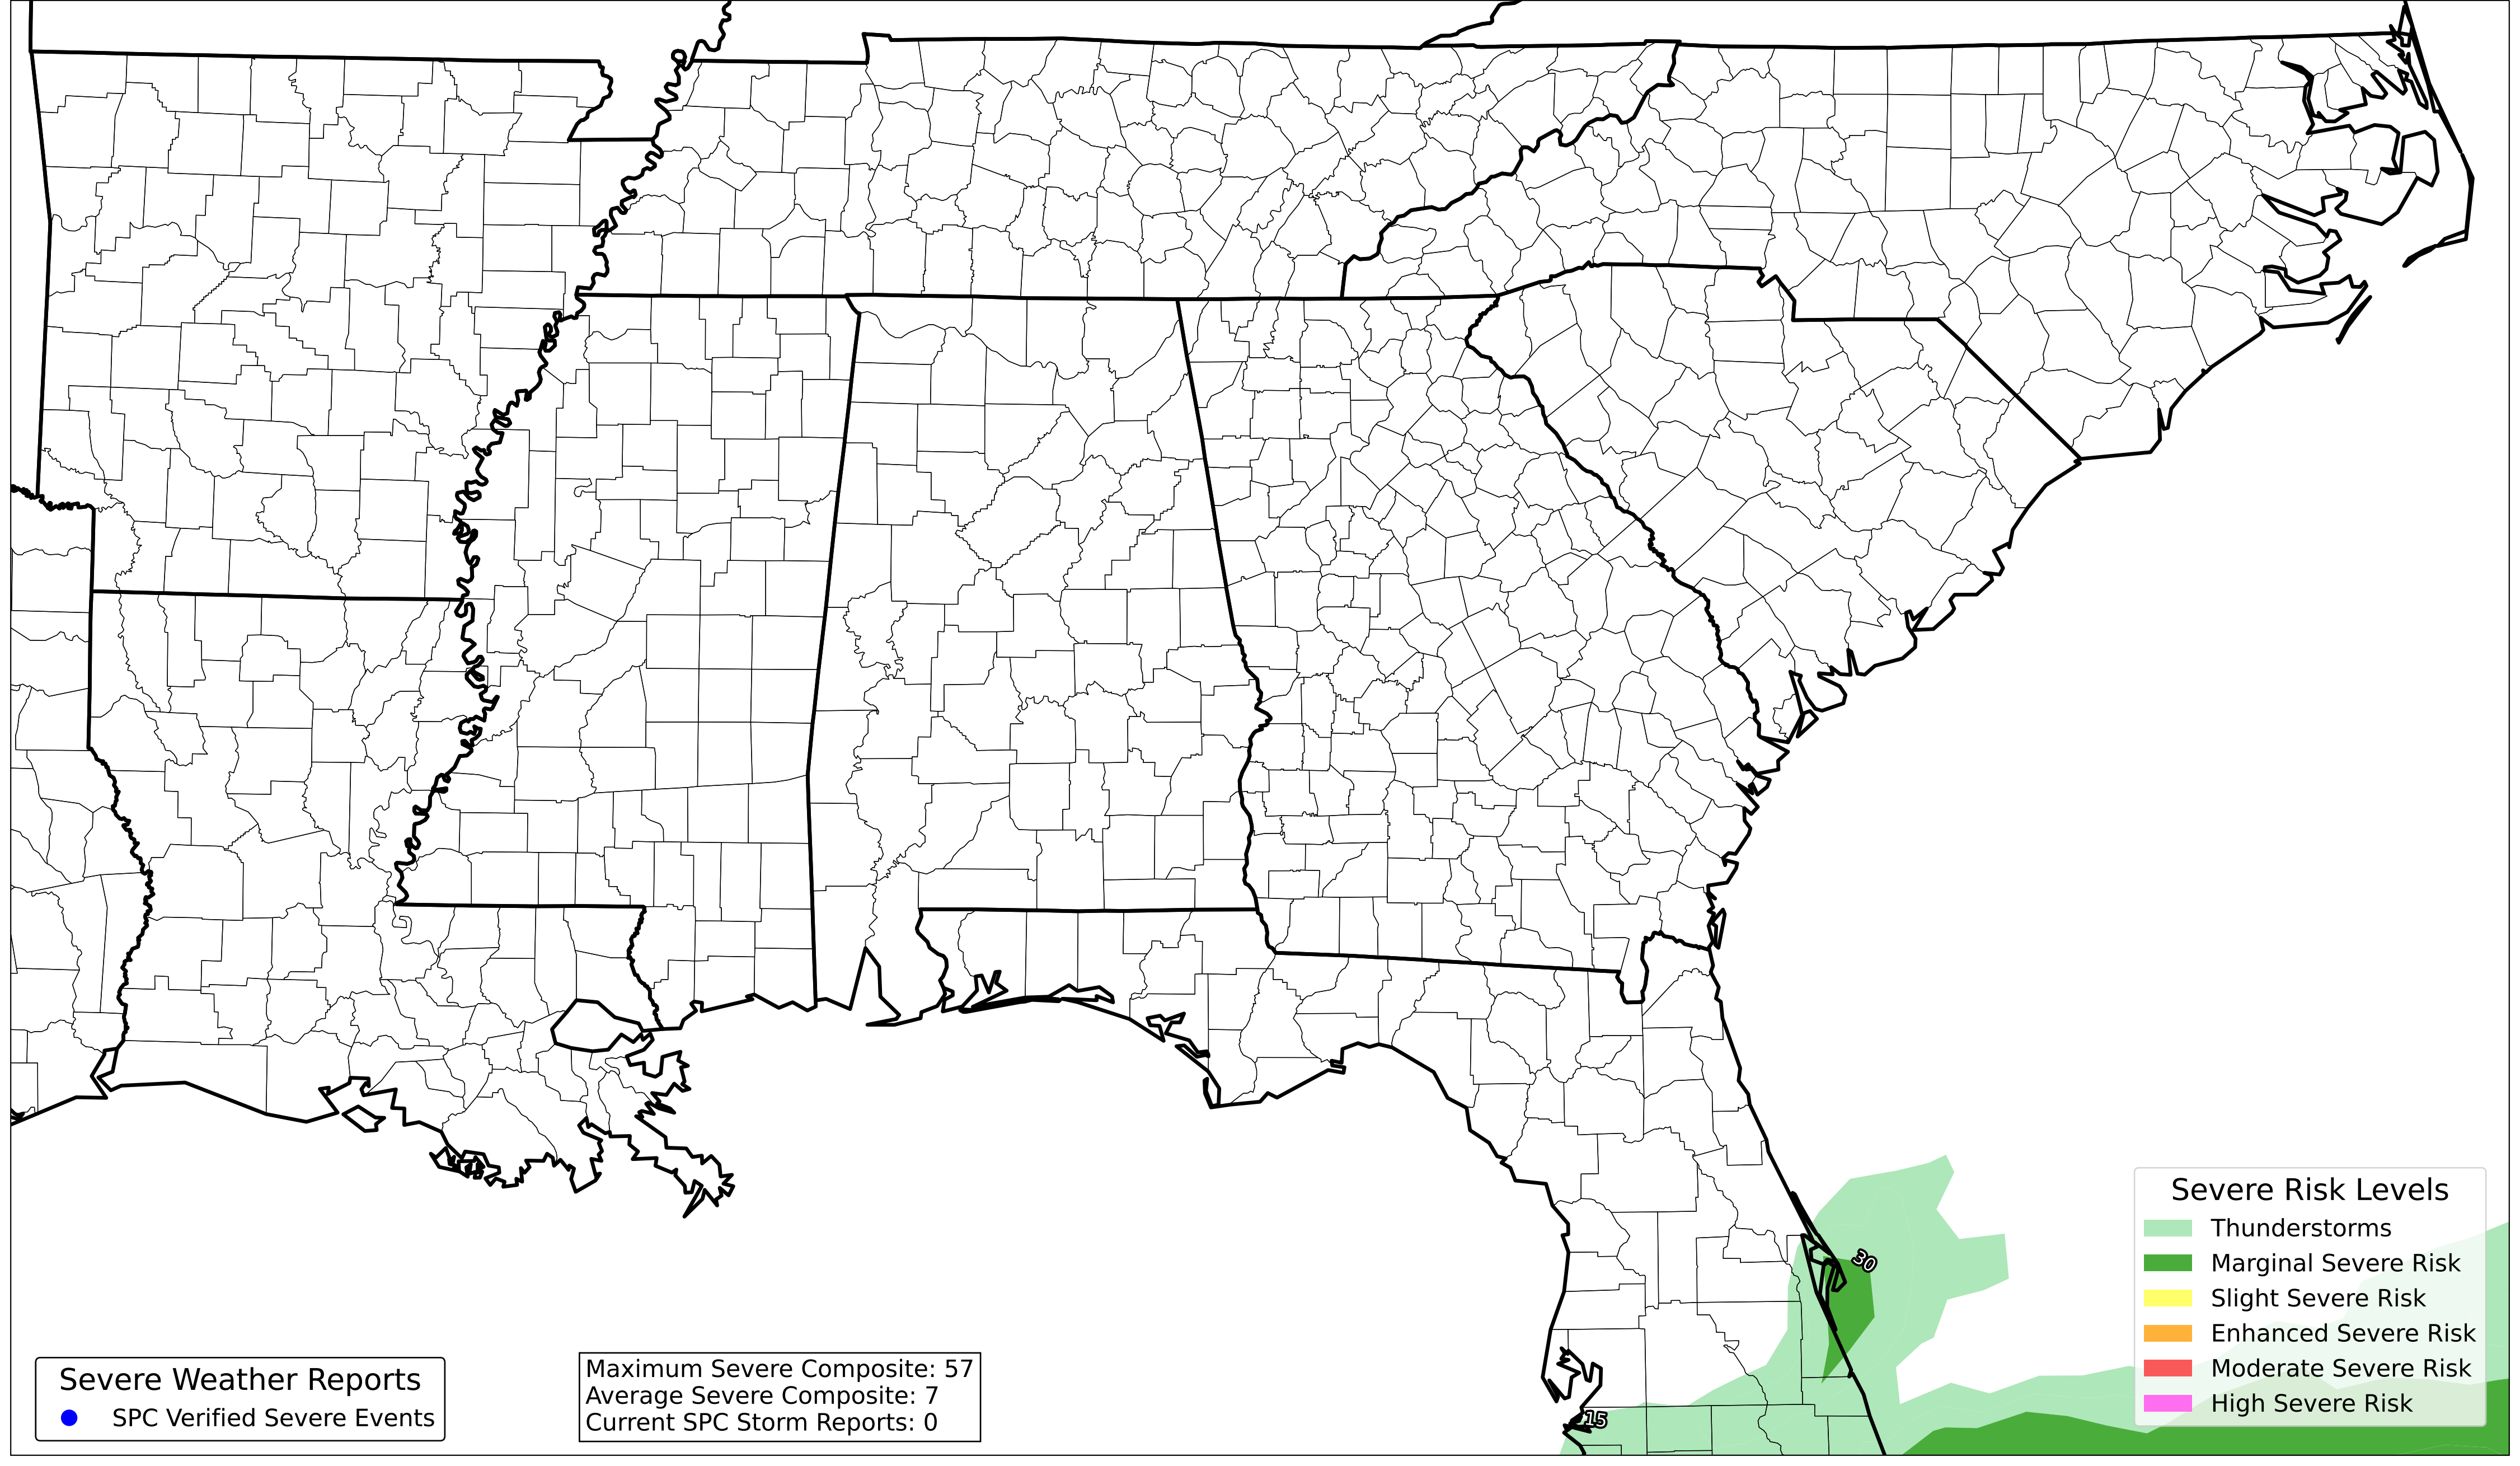 30
15
Severe Weather Reports
SPC Verified Severe Events
Maximum Severe Composite: 57
Average Severe Composite: 7
Current SPC Storm Reports: 0
Severe Risk Levels
Thunderstorms
Marginal Severe Risk
Slight Severe Risk
Enhanced Severe Risk
Moderate Severe Risk
High Severe Risk